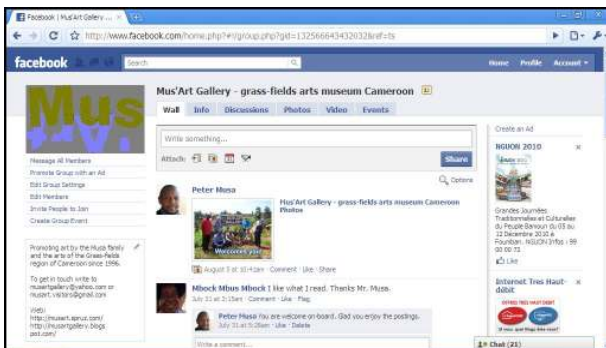 Facebook | Mus'Art Gallery ...
http://www.facebook.com/home.php?#!/group.php?gid=132566643432032&ref=ts
facebook
Search
Home Profile Account
Mus
Mus'Art Gallery - grass-fields arts museum Cameroon
Wall Info Discussions Photos Video Events
Write something...
Attach:
Share
Options
Message All Members
Promote Group with an Ad
Edit Group Settings
Edit Members
Invite People to Join
Create Group Event
Promoting art by the Musa family
and the arts of the Grass-fields
region of Cameroon since 1996.
To get in touch write to
musartgallery@yahoo.com or
musart.visitors@gmail.com
Web:
http://musart.spruz.com/
http://musartgallery.blogs
pot.com/
Peter Musa
Mus'Art Gallery - grass-fields arts museum Cameroon
Photos
Welcomes you
August 3 at 10:41am · Comment · Like · Share
Mbock Mbus Mbock I like what I read. Thanks Mr. Musa.
July 31 at 2:15am · Comment · Like · Flag
Peter Musa You are welcome on board. Glad you enjoy the postings.
July 31 at 5:28am · Like · Delete
Write a comment...
Create an Ad
NGUON 2010
Grandes Journées
Traditionnelles et Culturelles
du Peuple Bamoun du 05 au
12 Décembre 2010 à
Foumban. NGUON Infos : 99
00 00 73
Like
Internet Tres Haut-
débit
Chat (21)